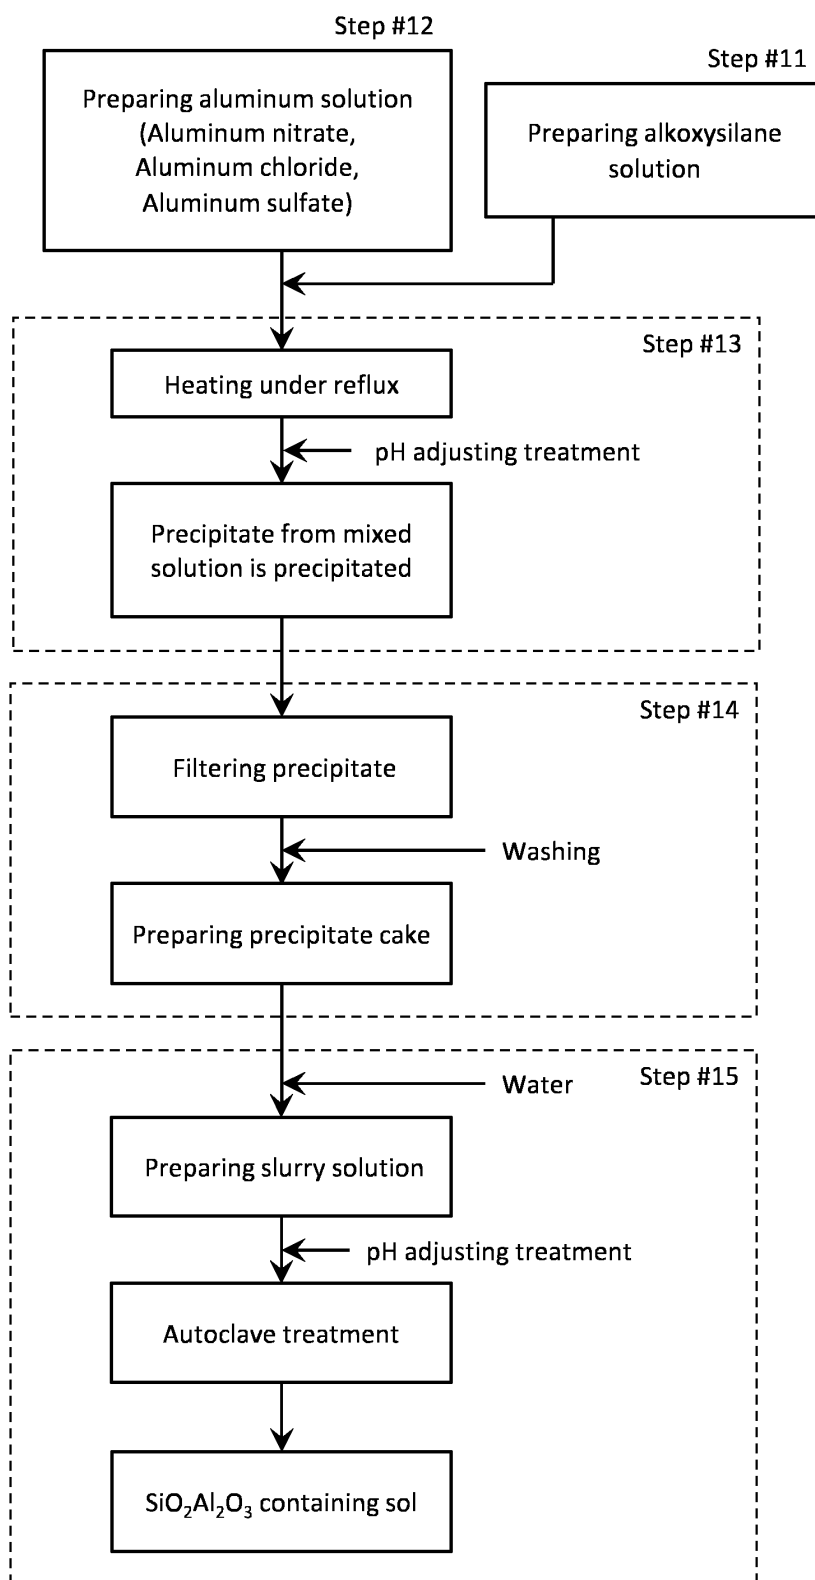 Step #12
Step #11
Preparing aluminum solution
(Aluminum nitrate,
Aluminum chloride,
Aluminum sulfate)
Preparing alkoxysilane
solution
Step #13
Heating under reflux
pH adjusting treatment
Precipitate from mixed
solution is precipitated
Step #14
Filtering precipitate
Washing
Preparing precipitate cake
Step #15
Water
Preparing slurry solution
pH adjusting treatment
Autoclave treatment
SiO₂Al₂O₃ containing sol